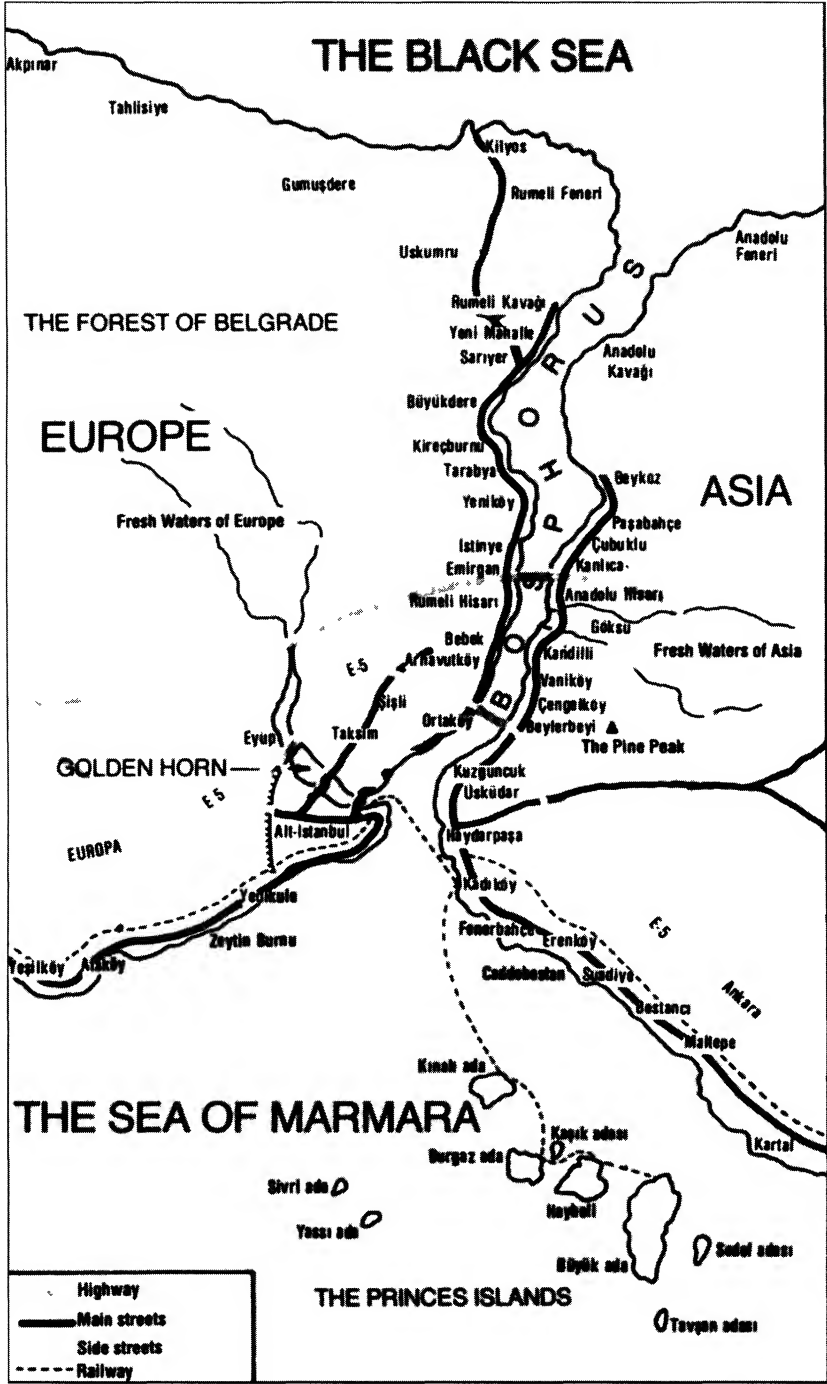 THE BLACK SEA
Akpınar
Tahlisiye
Kilyos
Gumuşdere
Rumeli Feneri
Uskumru
Anadolu
Feneri
THE FOREST OF BELGRADE
Rumeli Kavağı
Yeni Mahalle
Sarıyer
Anadolu
Kavağı
BOSPHORUS
Büyükdere
EUROPE
Kireçburnu
Tarabya
Beykoz
ASIA
Yeniköy
Fresh Waters of Europe
Paşabahçe
Çubuklu
İstinye
Emirgan
Kanlıca
Rumeli Hisarı
Anadolu Hisarı
Göksu
Bebek
Arnavutköy
Kandilli
Fresh Waters of Asia
E-5
Vaniköy
Şişli
Çengelköy
Ortaköy
Beylerbeyi
Taksim
Eyüp
The Pine Peak
GOLDEN HORN
Kuzguncuk
Üsküdar
E-5
Alt-İstanbul
Haydarpaşa
EUROPA
Kadıköy
Yedikule
Fenerbahçe
Erenköy
E-5
Zeytin Burnu
Yeşilköy
Ataköy
Caddebostan
Suadiye
Ankara
Bostancı
Maltepe
Kınalı ada
THE SEA OF MARMARA
Kaşık adası
Kartal
Burgaz ada
Sivri ada
Heybeli
Yassı ada
Büyük ada
Sedef adası
THE PRINCES ISLANDS
Tavşan adası
Highway
Main streets
Side streets
Railway